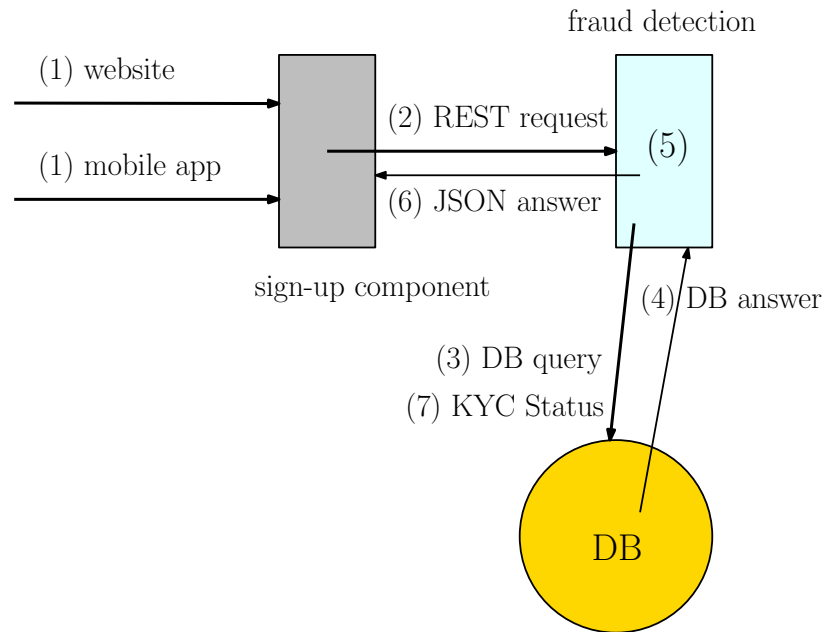 fraud detection
(1) website
(2) REST request
(5)
(1) mobile app
(6) JSON answer
sign-up component
(4) DB answer
(3) DB query
(7) KYC Status
DB